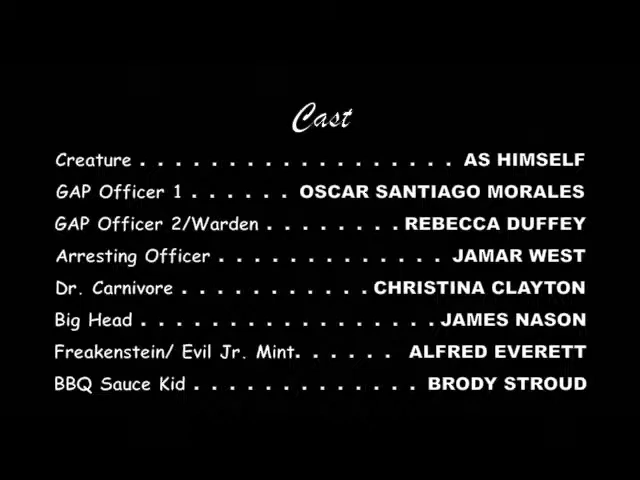 Cast
Creature . . . . . . . . . . . . . . . . . . AS HIMSELF
GAP Officer 1 . . . . . . OSCAR SANTIAGO MORALES
GAP Officer 2/Warden . . . . . . . . REBECCA DUFFEY
Arresting Officer . . . . . . . . . . . . . JAMAR WEST
Dr. Carnivore . . . . . . . . . . . CHRISTINA CLAYTON
Big Head . . . . . . . . . . . . . . . . . JAMES NASON
Freakenstein/ Evil Jr. Mint. . . . . . ALFRED EVERETT
BBQ Sauce Kid . . . . . . . . . . . . . BRODY STROUD